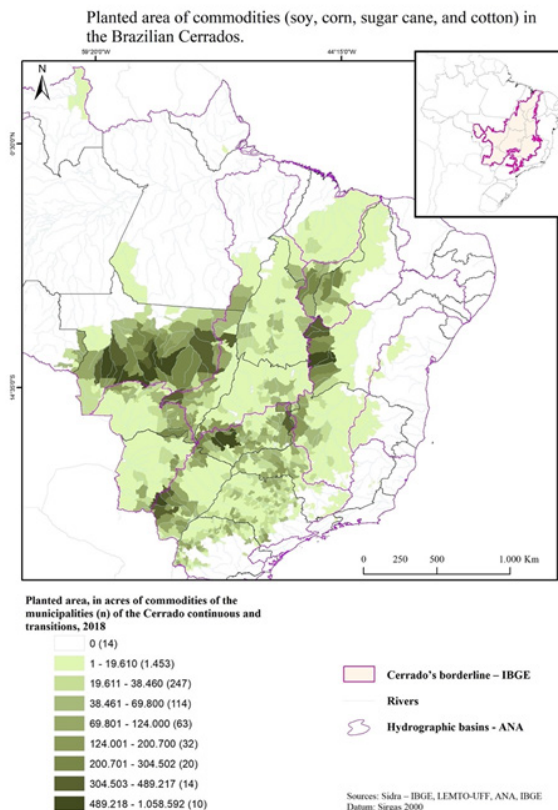 Planted area of commodities (soy, corn, sugar cane, and cotton) in
the Brazilian Cerrados.
59°20'0"W
44°15'0"W
N
0°30'0"N
14°30'0"S
0
250
500
1.000 Km
Planted area, in acres of commodities of the
municipalities (n) of the Cerrado continuous and
transitions, 2018
0 (14)
1 - 19.610 (1.453)
19.611 - 38.460 (247)
38.461 - 69.800 (114)
69.801 - 124.000 (63)
124.001 - 200.700 (32)
200.701 - 304.502 (20)
304.503 - 489.217 (14)
489.218 - 1.058.592 (10)
Cerrado's borderline – IBGE
Rivers
Hydrographic basins - ANA
Sources: Sidra – IBGE, LEMTO-UFF, ANA, IBGE
Datum: Sirgas 2000